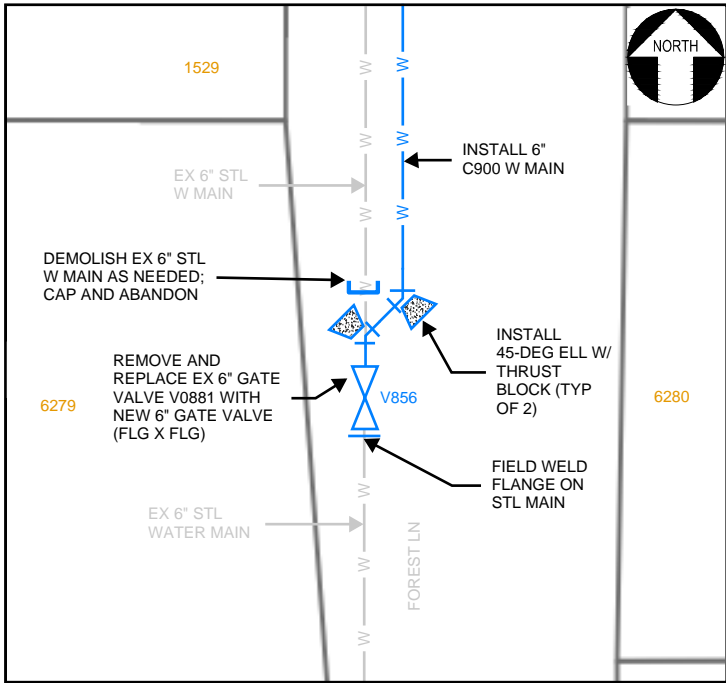 NORTH
1529
W
W
INSTALL 6"
C900 W MAIN
W
W
EX 6" STL
W MAIN
W
W
DEMOLISH EX 6" STL
W MAIN AS NEEDED;
CAP AND ABANDON
W
INSTALL
45-DEG ELL W/
THRUST
BLOCK (TYP
OF 2)
REMOVE AND
REPLACE EX 6" GATE
VALVE V0881 WITH
NEW 6" GATE VALVE
(FLG X FLG)
V856
6279
6280
FIELD WELD
FLANGE ON
STL MAIN
W
EX 6" STL
WATER MAIN
W
FOREST LN
W